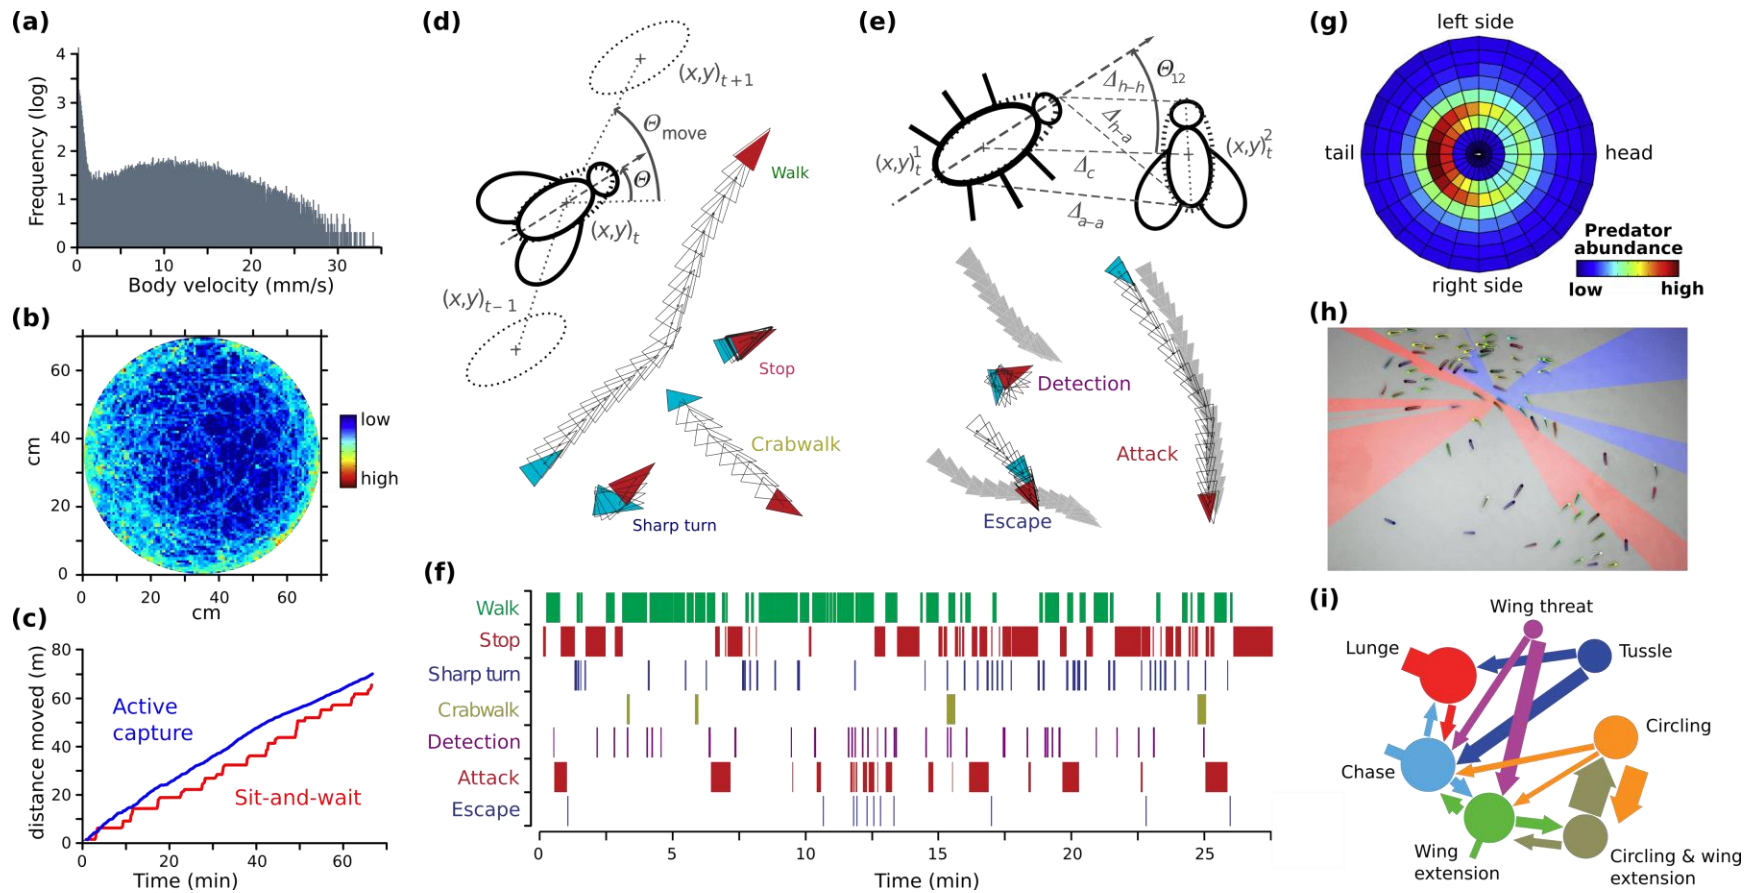 (a)
4
3
2
1
0
Frequency (log)
0
10
20
30
Body velocity (mm/s)
(b)
60
40
20
0
cm
0
20
40
60
cm
low
high
(c)
80
60
40
20
0
distance moved (m)
Active
capture
Sit-and-wait
0
20
40
60
Time (min)
(d)
(x,y)t+1
Θmove
Θ
(x,y)t
(x,y)t−1
Walk
Stop
Crabwalk
Sharp turn
(e)
Θ12
Δh−h
Δh−a
(x,y)t1
(x,y)t2
Δc
Δa−a
Detection
Attack
Escape
(f)
Walk
Stop
Sharp turn
Crabwalk
Detection
Attack
Escape
0
5
10
15
20
25
Time (min)
(g)
left side
tail
head
right side
Predator
abundance
low
high
(h)
(i)
Wing threat
Lunge
Tussle
Circling
Chase
Wing
extension
Circling & wing
extension